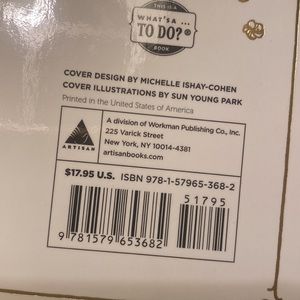 THIS IS A
WHAT'S A ...
TO DO?®
BOOK
COVER DESIGN BY MICHELLE ISHAY-COHEN
COVER ILLUSTRATIONS BY SUN YOUNG PARK
Printed in the United States of America
ARTISAN
A division of Workman Publishing Co., Inc.
225 Varick Street
New York, NY 10014-4381
artisanbooks.com
$17.95 U.S. ISBN 978-1-57965-368-2
51795
9 781579 653682